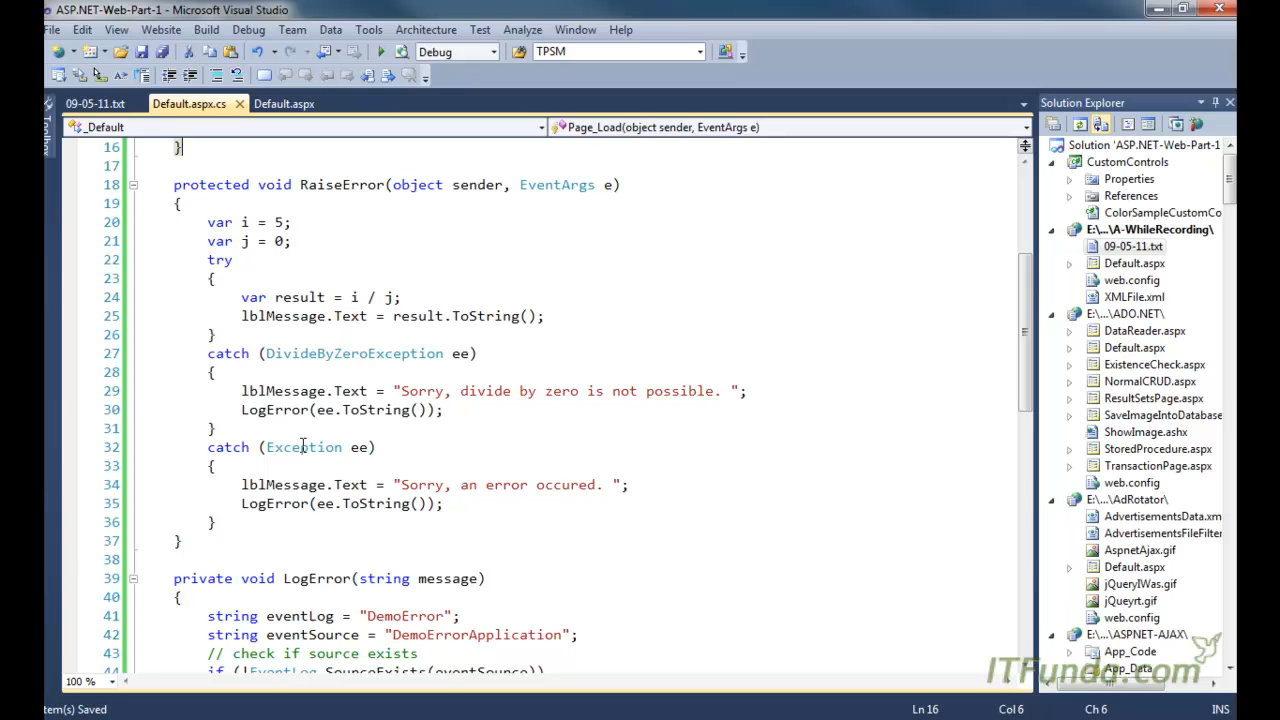 ASP.NET-Web-Part-1 - Microsoft Visual Studio
File Edit View Website Build Debug Team Data Tools Architecture Test Analyze Window Help
Debug TPSM
09-05-11.txt Default.aspx.cs Default.aspx
_Default Page_Load(object sender, EventArgs e)
16 }
17
18 protected void RaiseError(object sender, EventArgs e)
19 {
20 var i = 5;
21 var j = 0;
22 try
23 {
24 var result = i / j;
25 lblMessage.Text = result.ToString();
26 }
27 catch (DivideByZeroException ee)
28 {
29 lblMessage.Text = "Sorry, divide by zero is not possible. ";
30 LogError(ee.ToString());
31 }
32 catch (Exception ee)
33 {
34 lblMessage.Text = "Sorry, an error occured. ";
35 LogError(ee.ToString());
36 }
37 }
38
39 private void LogError(string message)
40 {
41 string eventLog = "DemoError";
42 string eventSource = "DemoErrorApplication";
43 // check if source exists
44 if (!EventLog.SourceExists(eventSource))
100 %
Solution Explorer
Solution 'ASP.NET-Web-Part-1
CustomControls
Properties
References
ColorSampleCustomCo
E:\...\A-WhileRecording\
09-05-11.txt
Default.aspx
web.config
XMLFile.xml
E:\...\ADO.NET\
DataReader.aspx
Default.aspx
ExistenceCheck.aspx
NormalCRUD.aspx
ResultSetsPage.aspx
SaveImageIntoDatabase
ShowImage.ashx
StoredProcedure.aspx
TransactionPage.aspx
web.config
E:\...\AdRotator\
AdvertisementsData.xm
AdvertisementsFileFilter
AspnetAjax.gif
Default.aspx
jQueryIWas.gif
jQueyrt.gif
web.config
E:\...\ASPNET-AJAX\
App_Code
App_Data
ITFunda.com
tem(s) Saved Ln 16 Col 6 Ch 6 INS